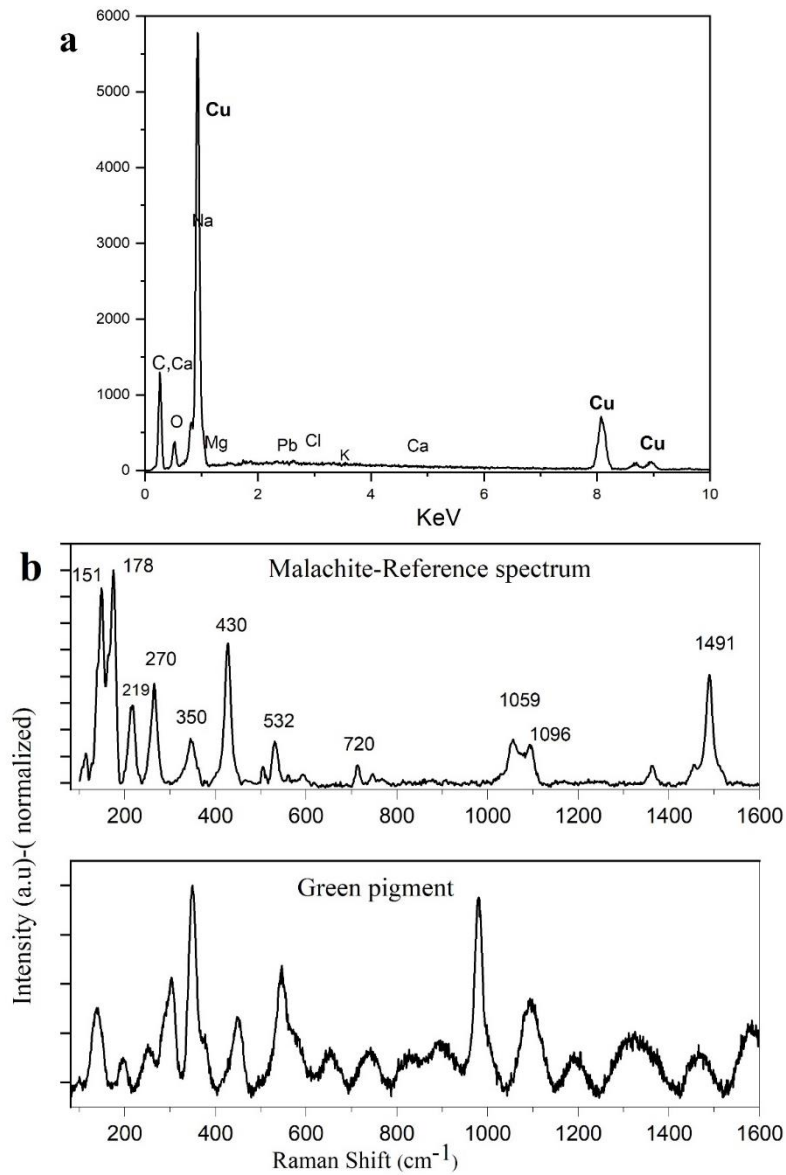 a
6000
5000
4000
3000
2000
1000
0
Cu
Na
C,Ca
O
Mg
Pb
Cl
K
Ca
Cu
Cu
0 2 4 6 8 10
KeV
b
Malachite-Reference spectrum
151
178
219
270
350
430
532
720
1059
1096
1491
200 400 600 800 1000 1200 1400 1600
Green pigment
200 400 600 800 1000 1200 1400 1600
Intensity (a.u)-( normalized)
Raman Shift (cm-1)